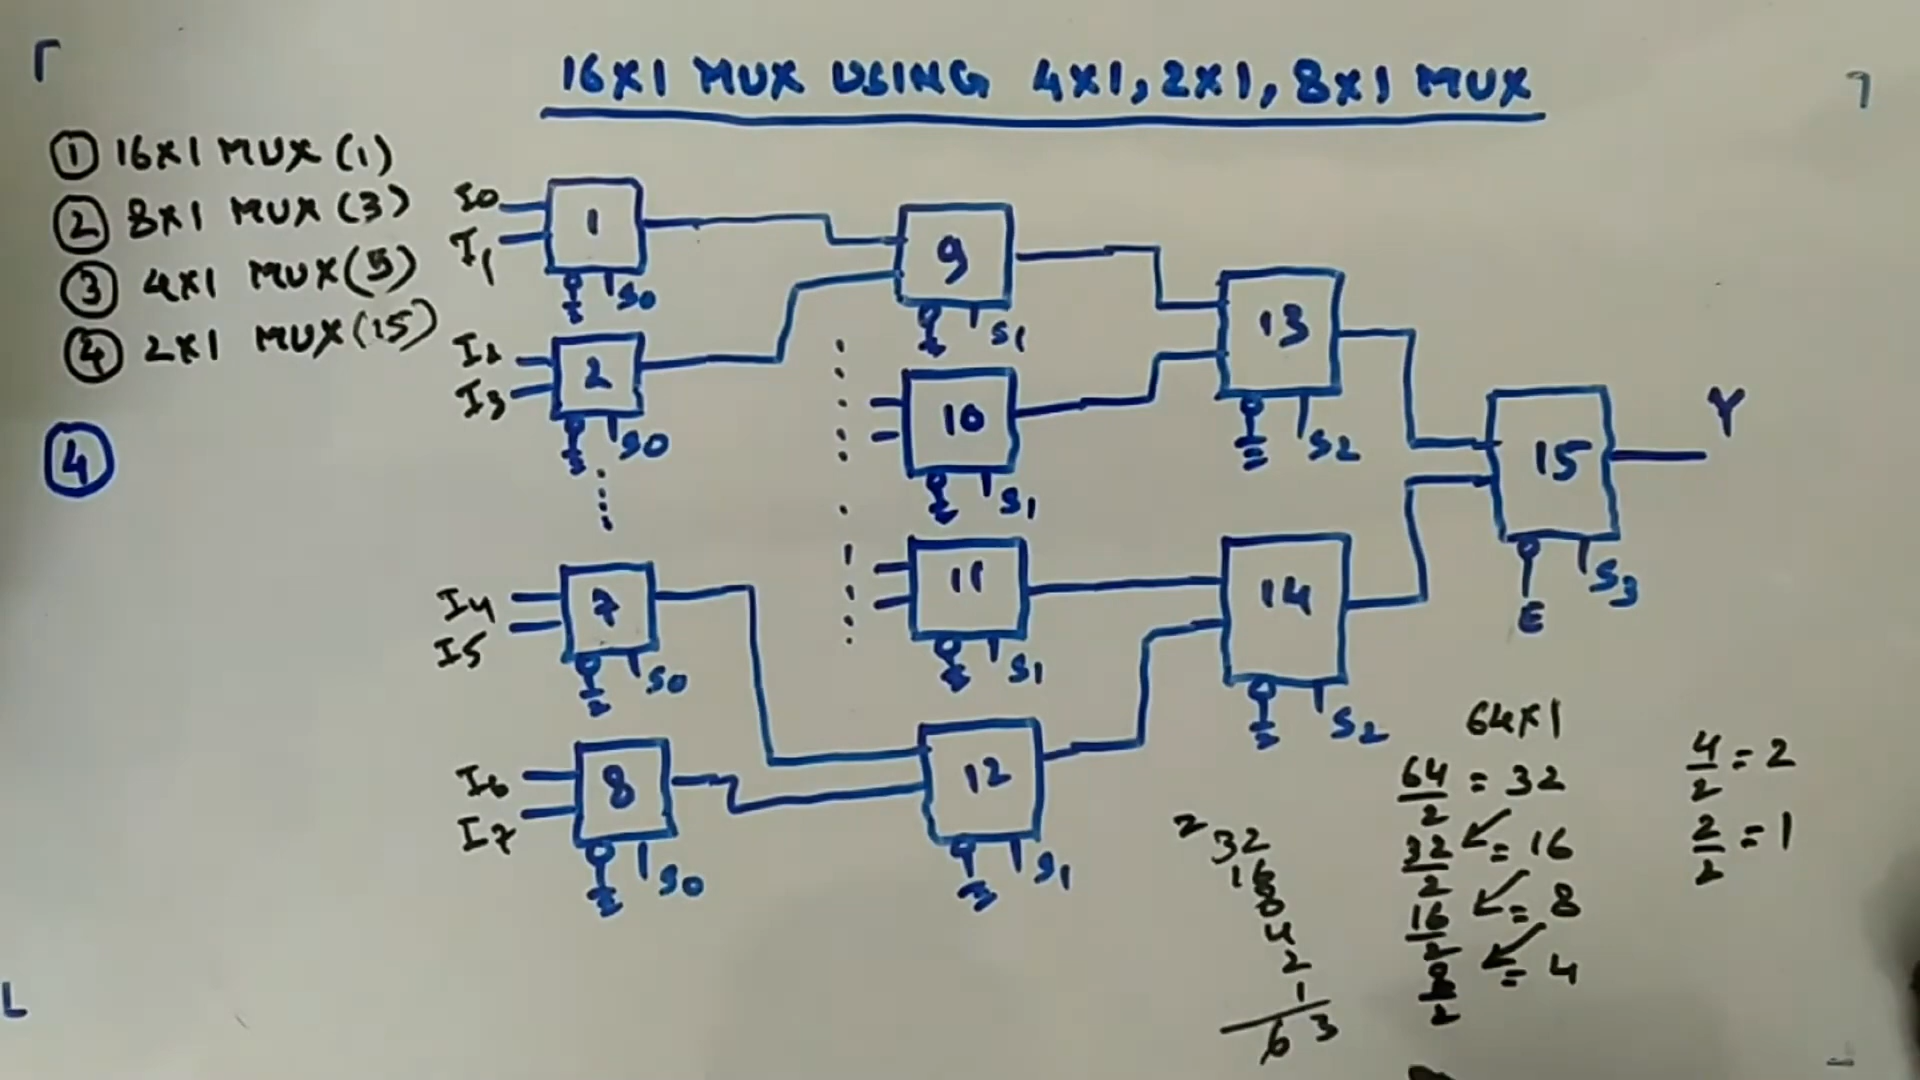 16X1 MUX USING 4X1, 2X1, 8X1 MUX
① 16X1 MUX (1)
② 8X1 MUX (3)
③ 4X1 MUX (5)
④ 2X1 MUX (15)
④
I0
I1
1
S0
I2
I3
2
S0
I4
I5
7
S0
I6
I7
8
S0
9
S1
10
S1
11
S1
12
S1
13
S2
14
S2
15
E
S3
Y
64X1
64/2 = 32
32/2 = 16
16/2 = 8
8/2 = 4
4/2 = 2
2/2 = 1
2
32
16
8
4
2
1
63